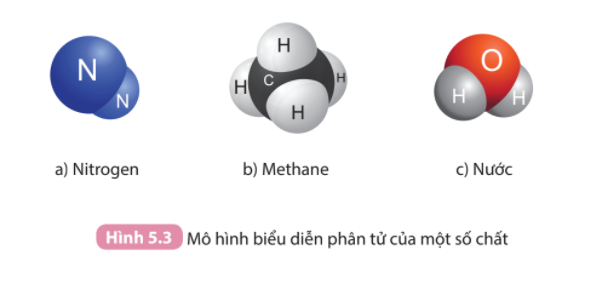 N
N
H
H
C
H
H
O
H
H
a) Nitrogen
b) Methane
c) Nước
Hình 5.3 Mô hình biểu diễn phân tử của một số chất